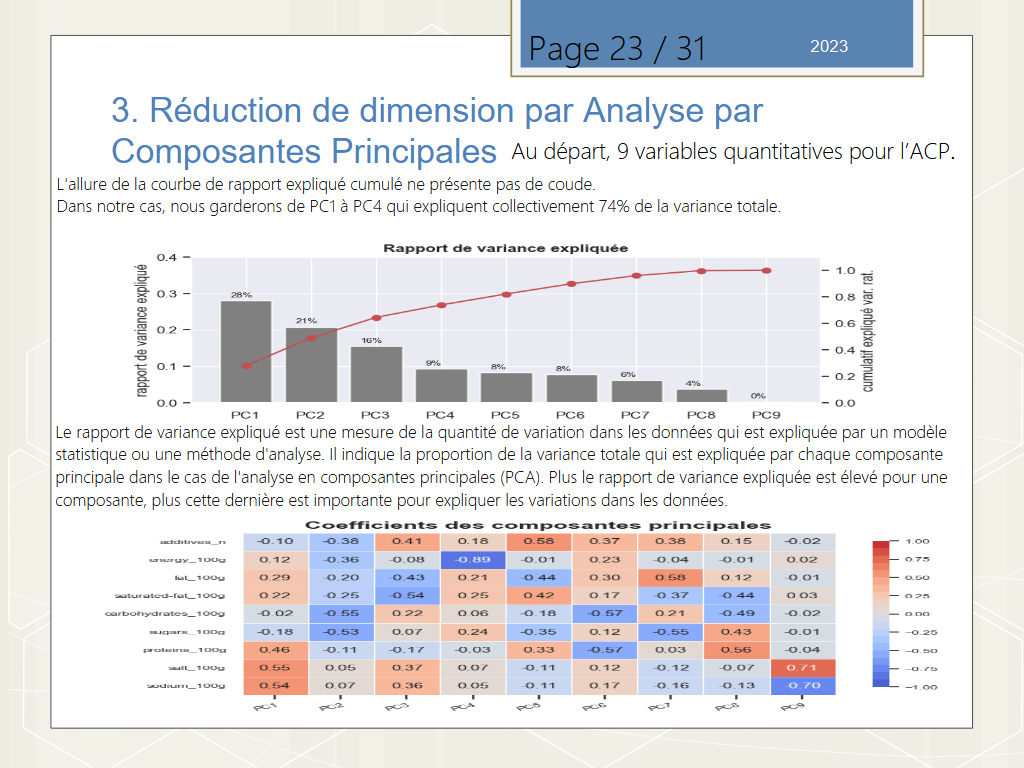 Page 23 / 31
2023
3. Réduction de dimension par Analyse par
Composantes Principales Au départ, 9 variables quantitatives pour l’ACP.
L'allure de la courbe de rapport expliqué cumulé ne présente pas de coude.
Dans notre cas, nous garderons de PC1 à PC4 qui expliquent collectivement 74% de la variance totale.
Rapport de variance expliquée
rapport de variance expliqué
0.4
0.3
0.2
0.1
0.0
28%
21%
16%
9%
8%
8%
6%
4%
0%
1.0
0.8
0.6
0.4
0.2
0.0
cumulatif expliqué var. rat.
PC1 PC2 PC3 PC4 PC5 PC6 PC7 PC8 PC9
Le rapport de variance expliqué est une mesure de la quantité de variation dans les données qui est expliquée par un modèle
statistique ou une méthode d'analyse. Il indique la proportion de la variance totale qui est expliquée par chaque composante
principale dans le cas de l'analyse en composantes principales (PCA). Plus le rapport de variance expliquée est élevé pour une
composante, plus cette dernière est importante pour expliquer les variations dans les données.
Coefficients des composantes principales
additives_n -0.10 -0.38 0.41 0.18 0.58 0.37 0.38 0.15 -0.02
energy_100g 0.12 -0.36 -0.08 -0.89 -0.01 0.23 -0.04 -0.01 0.02
fat_100g 0.29 -0.20 -0.43 0.21 -0.44 0.30 0.58 0.12 -0.01
saturated-fat_100g 0.22 -0.25 -0.54 0.25 0.42 0.17 -0.37 -0.44 0.03
carbohydrates_100g -0.02 -0.55 0.22 0.06 -0.18 -0.57 0.21 -0.49 -0.02
sugars_100g -0.18 -0.53 0.07 0.24 -0.35 0.12 -0.55 0.43 -0.01
proteins_100g 0.46 -0.11 -0.17 -0.03 0.33 -0.57 0.03 0.56 -0.04
salt_100g 0.55 0.05 0.37 0.07 -0.11 0.12 -0.12 -0.07 0.71
sodium_100g 0.54 0.07 0.36 0.05 -0.11 0.17 -0.16 -0.13 -0.70
PC1 PC2 PC3 PC4 PC5 PC6 PC7 PC8 PC9
1.00
0.75
0.50
0.25
0.00
-0.25
-0.50
-0.75
-1.00